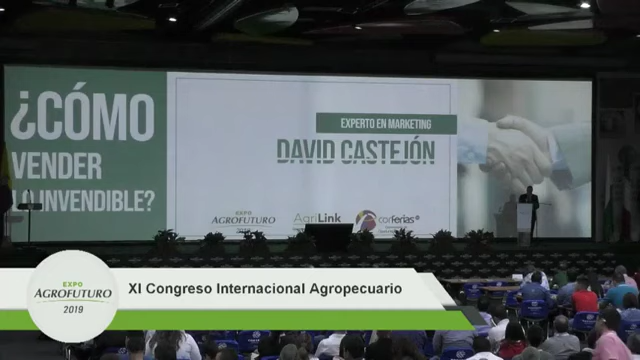 ¿CÓMO
VENDER
LO INVENDIBLE?
EXPERTO EN MARKETING
DAVID CASTEJÓN
EXPO
AGROFUTURO
AgriLink
corferias®
EXPO
AGROFUTURO
2019
XI Congreso Internacional Agropecuario